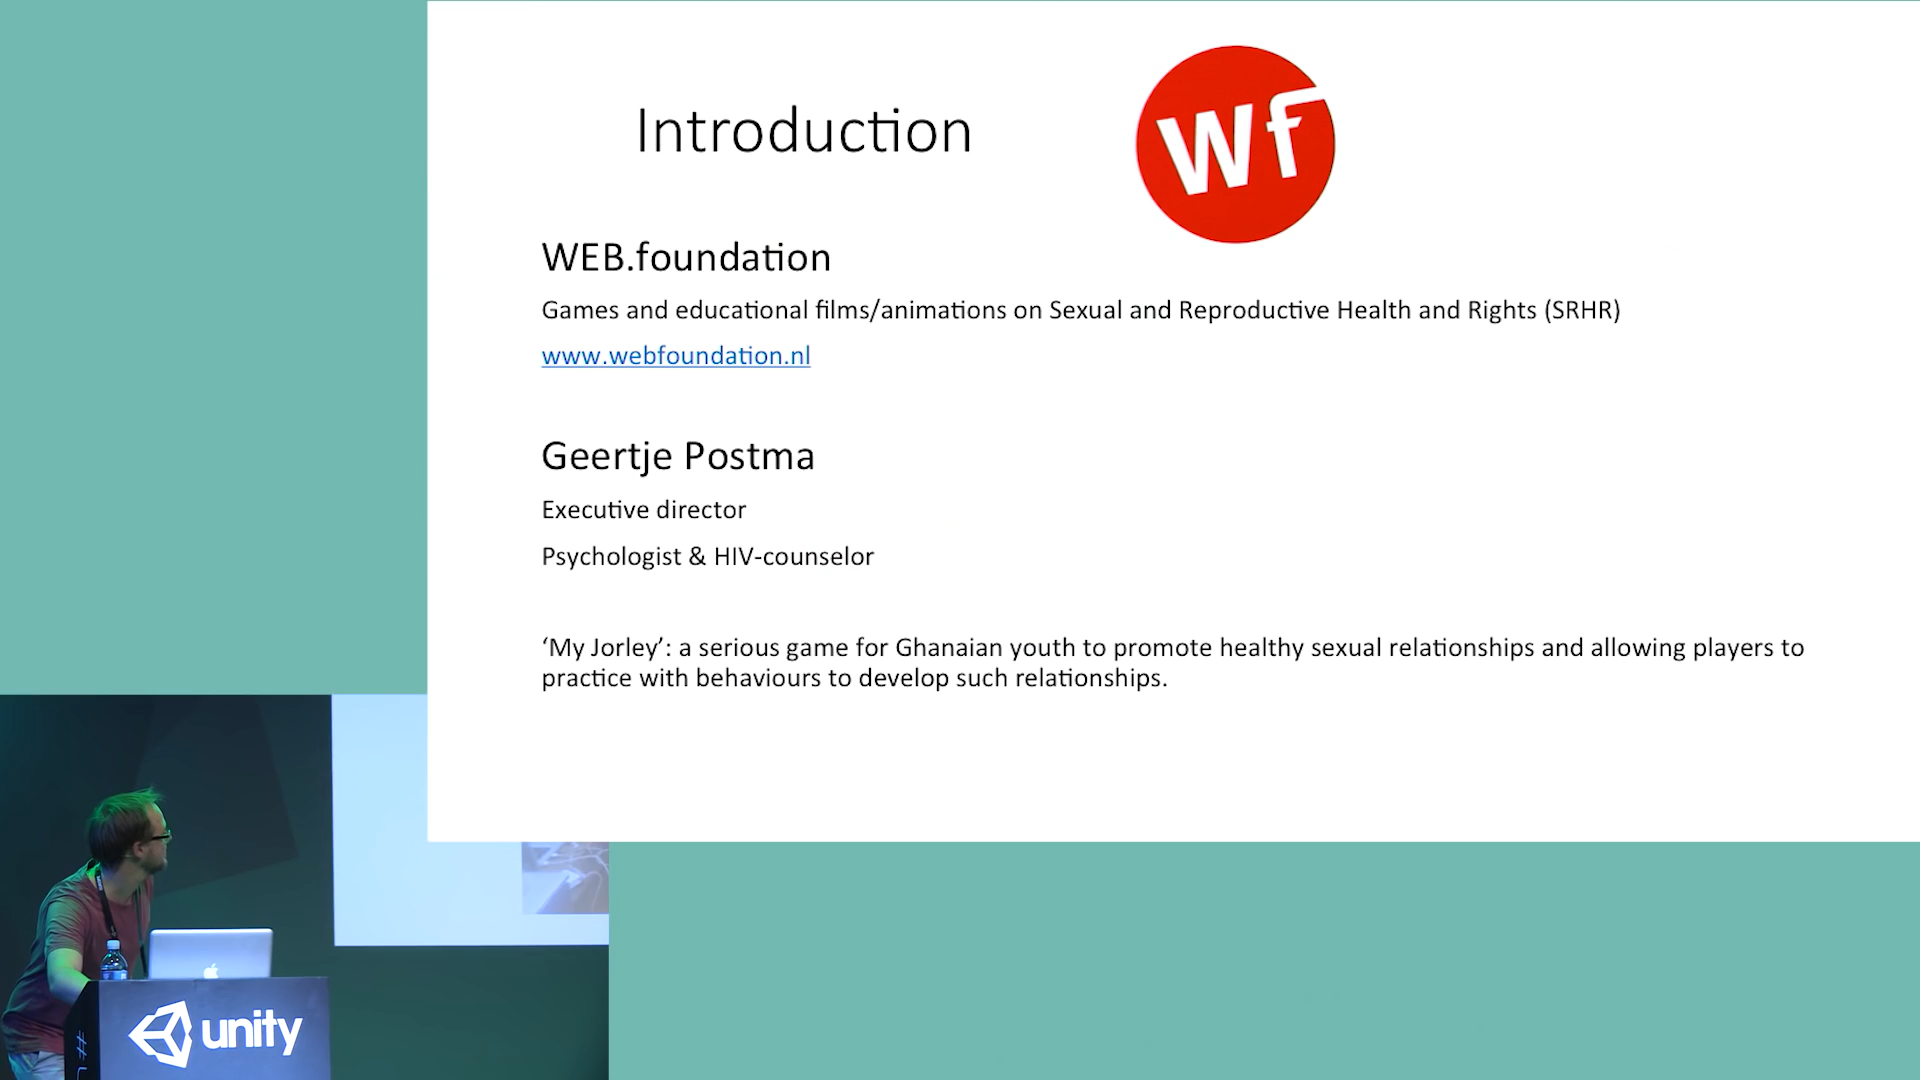 Introduction
Wf
WEB.foundation
Games and educational films/animations on Sexual and Reproductive Health and Rights (SRHR)
www.webfoundation.nl
Geertje Postma
Executive director
Psychologist & HIV-counselor
‘My Jorley’: a serious game for Ghanaian youth to promote healthy sexual relationships and allowing players to
practice with behaviours to develop such relationships.
unity